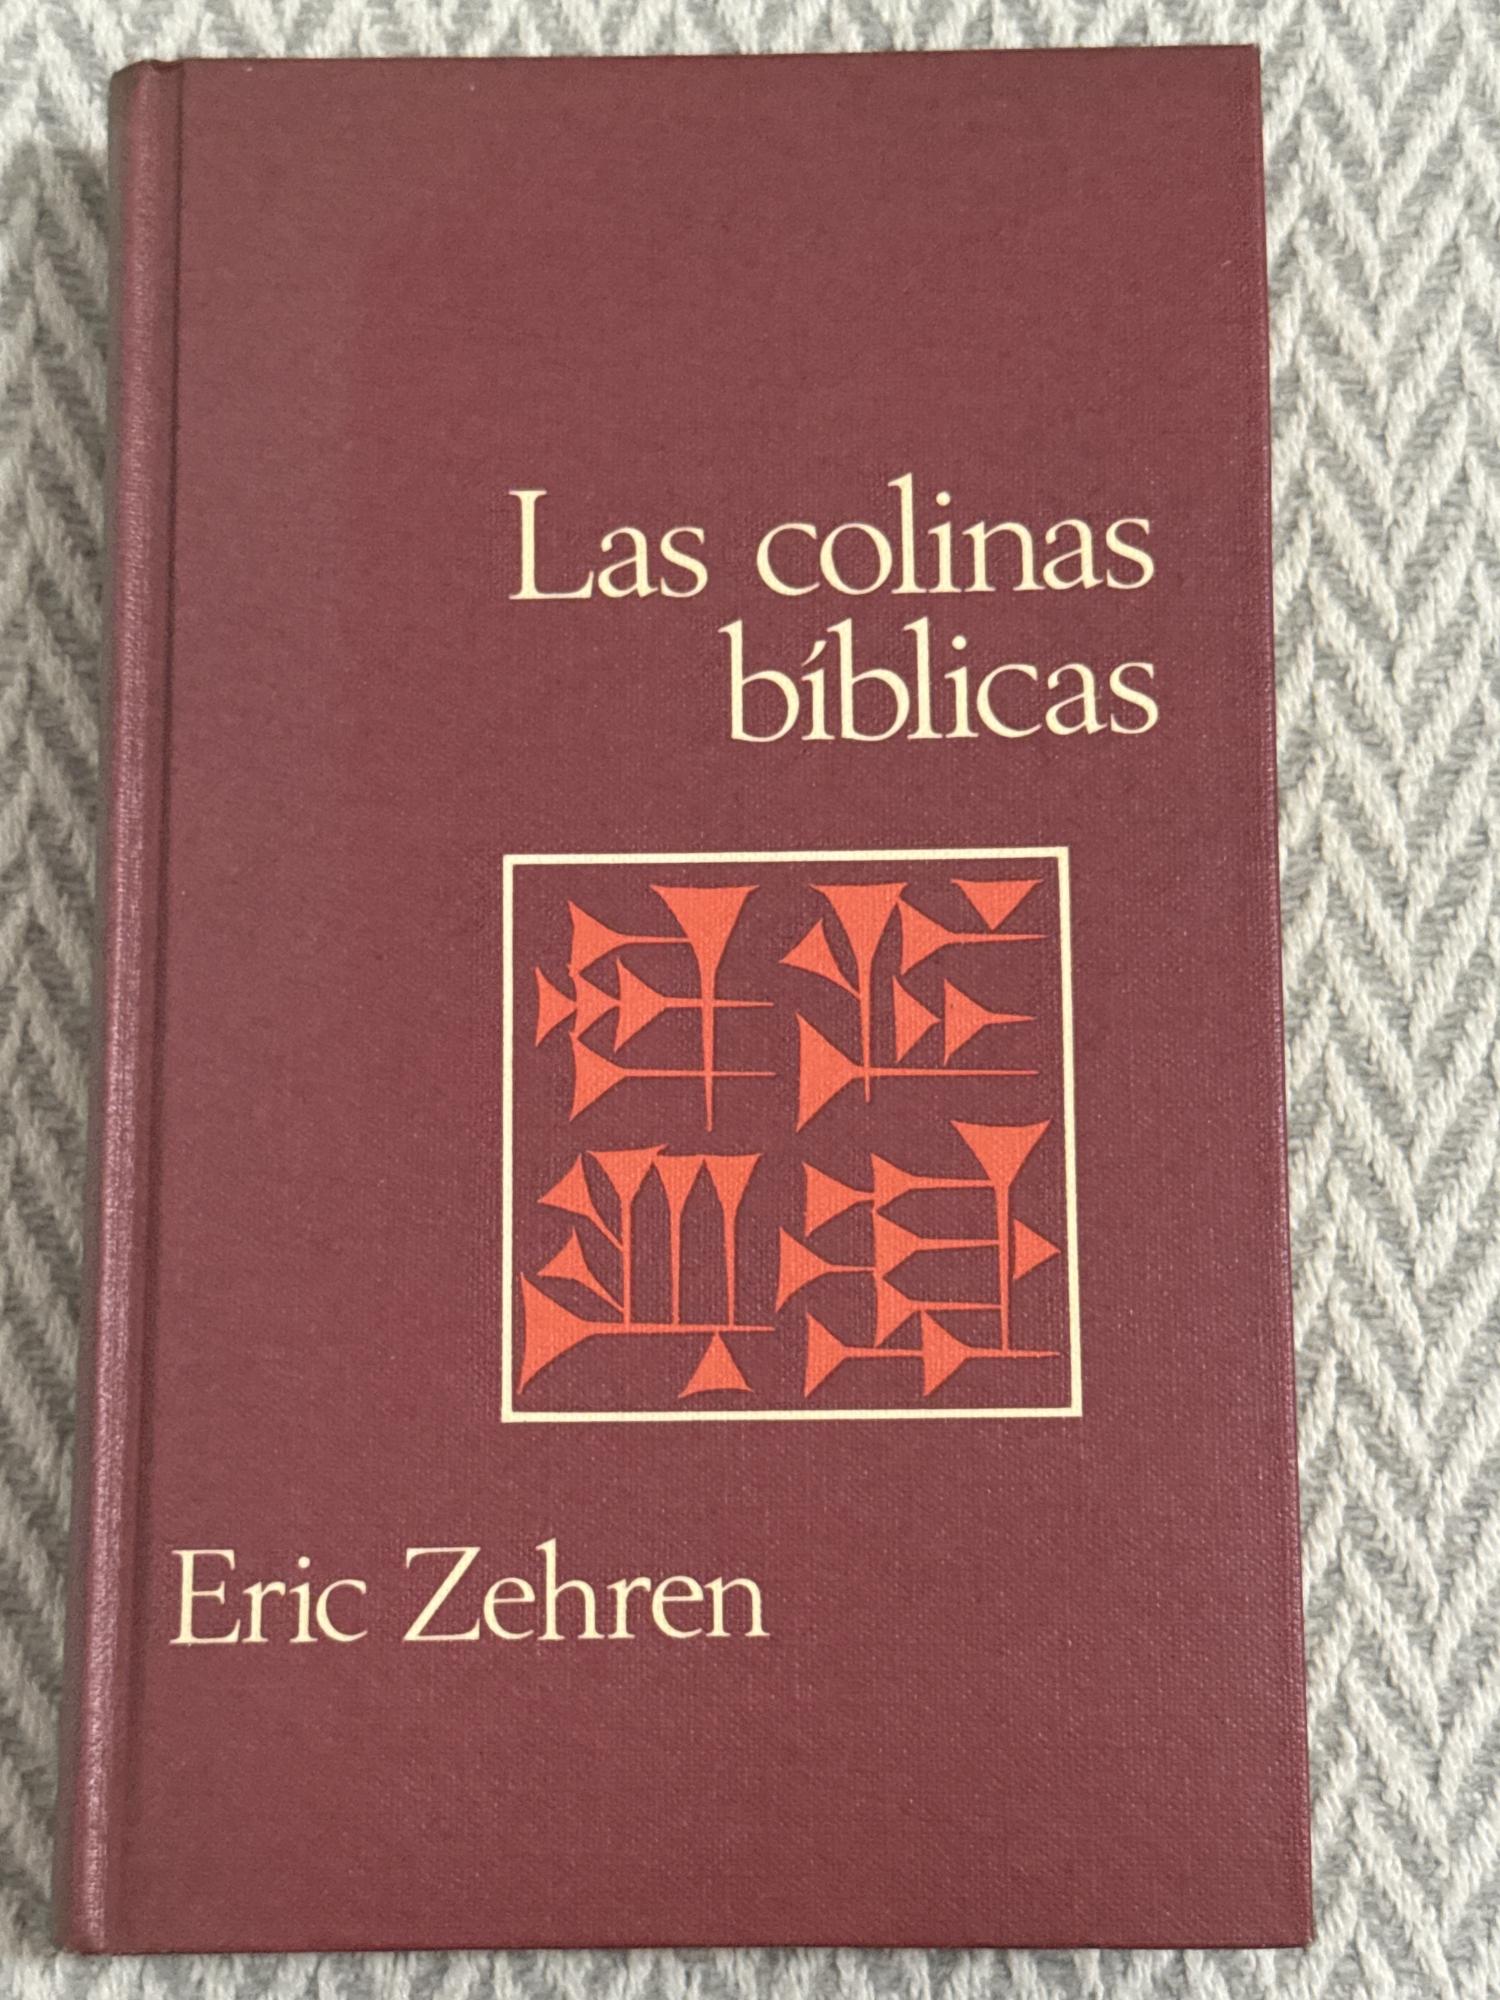 Las colinas
bíblicas
Eric Zehren